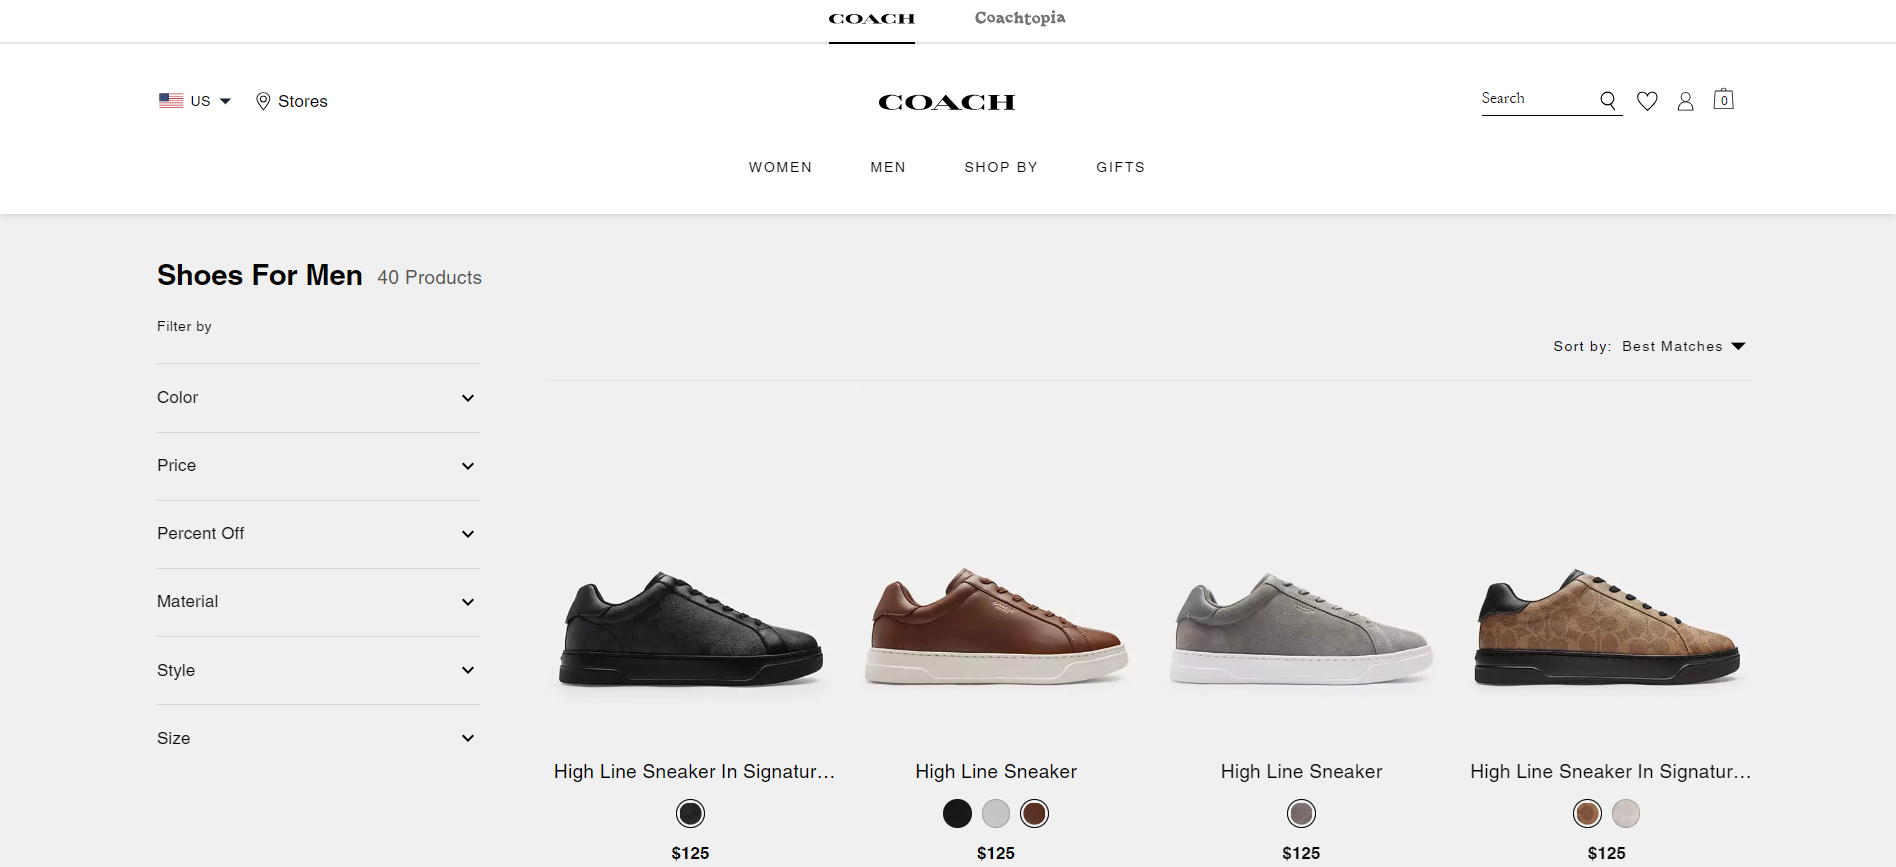 COACH
Coachtopia
US
Stores
COACH
Search
0
WOMEN
MEN
SHOP BY
GIFTS
Shoes For Men 40 Products
Filter by
Sort by: Best Matches
Color
Price
Percent Off
Material
Style
Size
High Line Sneaker In Signatur...
$125
High Line Sneaker
$125
High Line Sneaker
$125
High Line Sneaker In Signatur...
$125